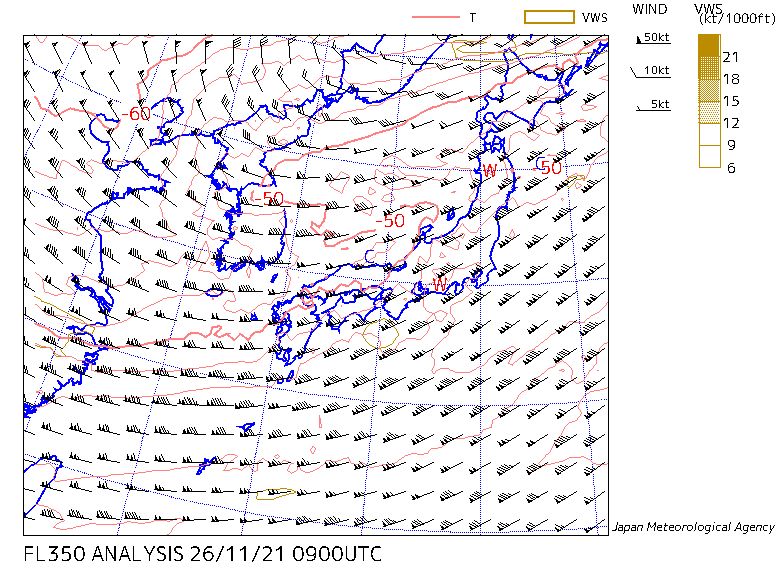 T VWS WIND VWS
(kt/1000ft)
50kt
10kt
5kt
21
18
15
12
9
6
-60
W
-50
-50
-50
C
W
C
Japan Meteorological Agency
FL350 ANALYSIS 26/11/21 0900UTC